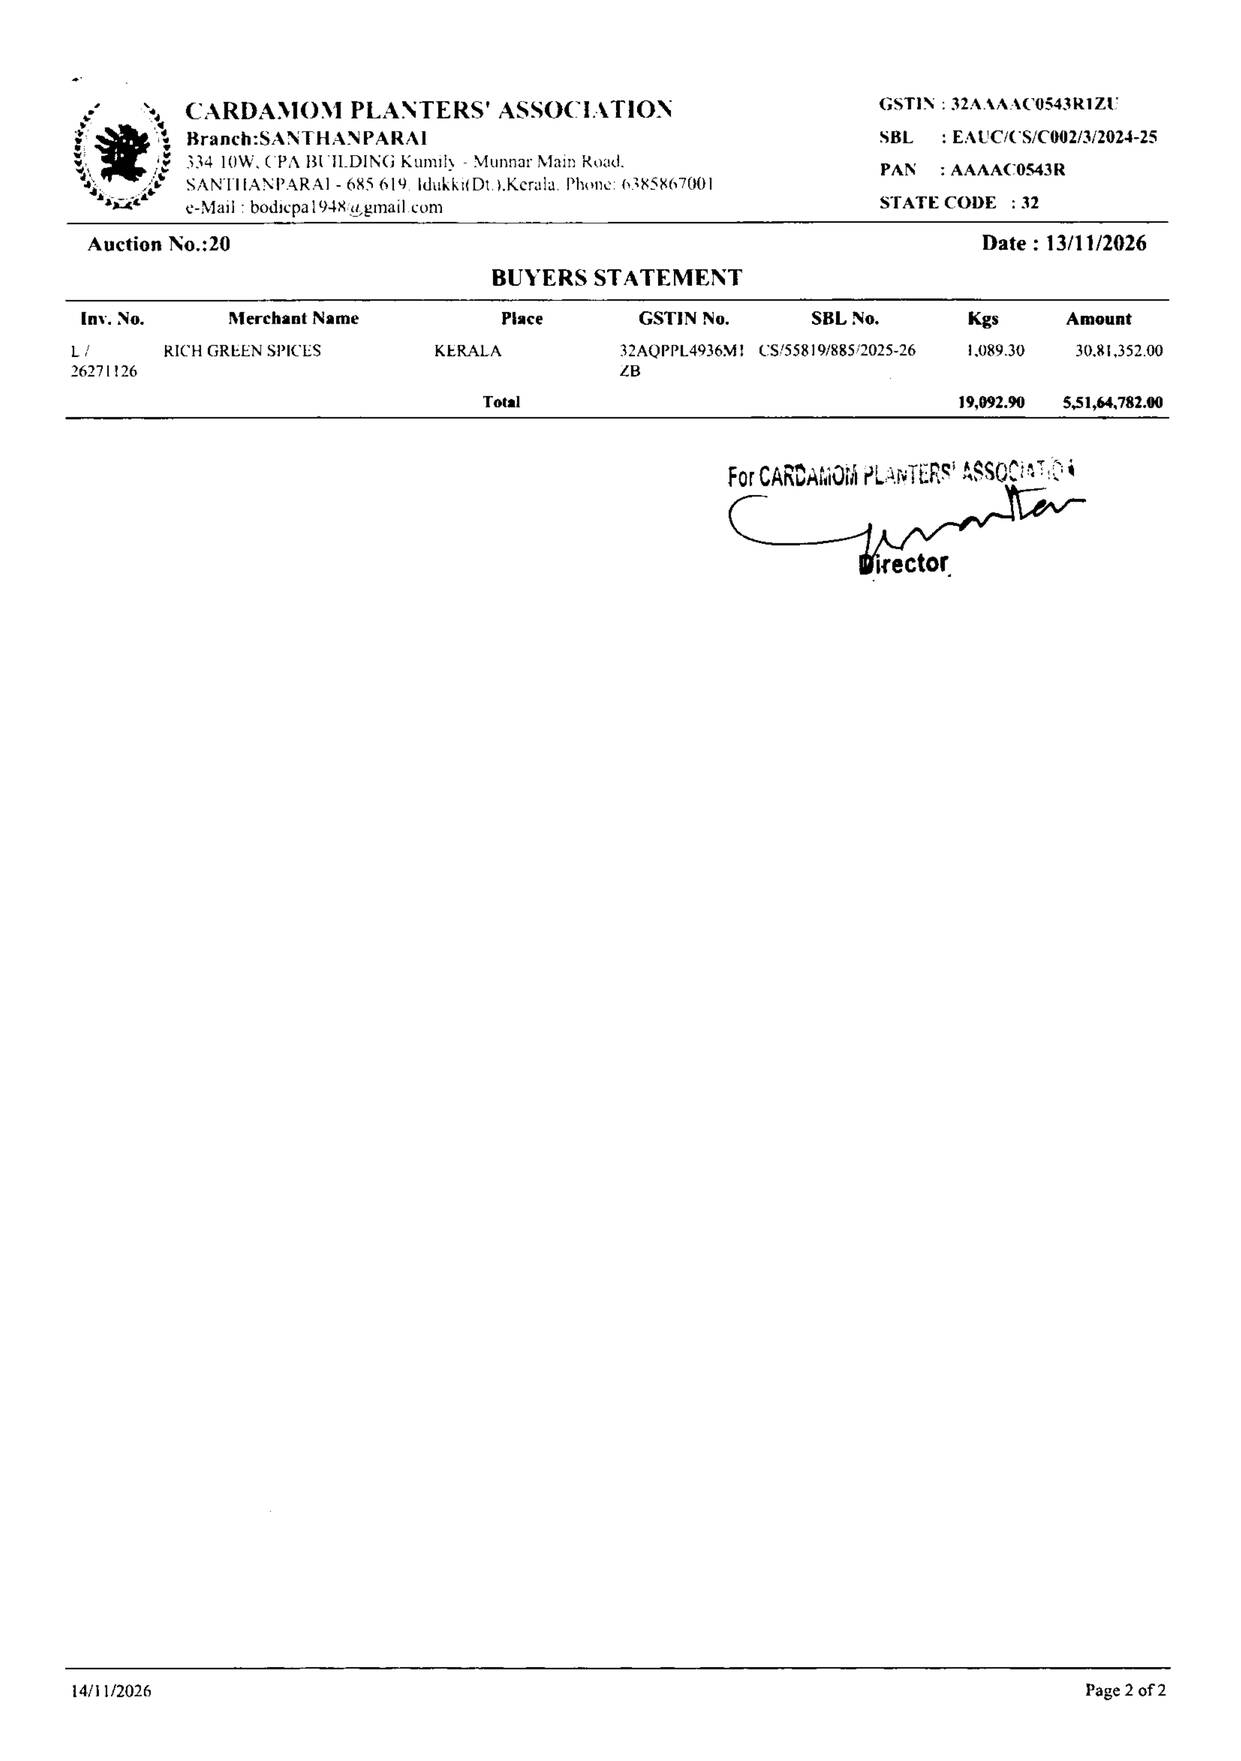 CARDAMOM PLANTERS' ASSOCIATION
Branch:SANTHANPARAI
334 10W, CPA BUILDING Kumily - Munnar Main Road,
SANTHANPARAI - 685 619. Idukki(Dt.),Kerala. Phone: 6385867001
e-Mail : bodicpa1948@gmail.com
GSTIN : 32AAAAC0543R1ZU
SBL : EAUC/CS/C002/3/2024-25
PAN : AAAAC0543R
STATE CODE : 32
Auction No.:20 Date : 13/11/2026
BUYERS STATEMENT
Inv. No. Merchant Name Place GSTIN No. SBL No. Kgs Amount
L / RICH GREEN SPICES KERALA 32AQPPL4936M1 CS/55819/885/2025-26 1,089.30 30,81,352.00
26271126 ZB
Total 19,092.90 5,51,64,782.00
For CARDAMOM PLANTERS' ASSOCIATION
Director
14/11/2026 Page 2 of 2